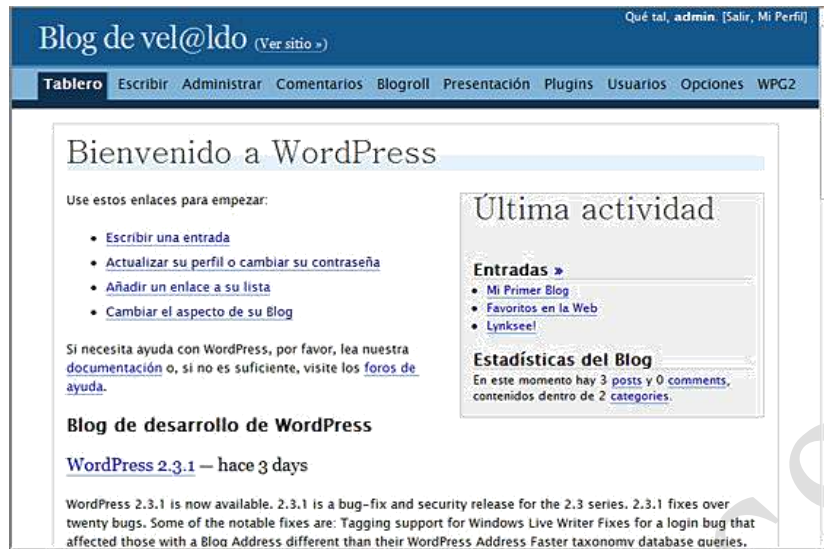 Qué tal, admin. [Salir, Mi Perfil]
Blog de vel@ldo (Ver sitio »)
Tablero Escribir Administrar Comentarios Blogroll Presentación Plugins Usuarios Opciones WPG2
Bienvenido a WordPress
Use estos enlaces para empezar:
• Escribir una entrada
• Actualizar su perfil o cambiar su contraseña
• Añadir un enlace a su lista
• Cambiar el aspecto de su Blog
Si necesita ayuda con WordPress, por favor, lea nuestra
documentación o, si no es suficiente, visite los foros de
ayuda.
Última actividad
Entradas »
• Mi Primer Blog
• Favoritos en la Web
• Lynksee!
Estadísticas del Blog
En este momento hay 3 posts y 0 comments,
contenidos dentro de 2 categories.
Blog de desarrollo de WordPress
WordPress 2.3.1 — hace 3 days
WordPress 2.3.1 is now available. 2.3.1 is a bug-fix and security release for the 2.3 series. 2.3.1 fixes over
twenty bugs. Some of the notable fixes are: Tagging support for Windows Live Writer Fixes for a login bug that
affected those with a Blog Address different than their WordPress Address Faster taxonomy database queries,